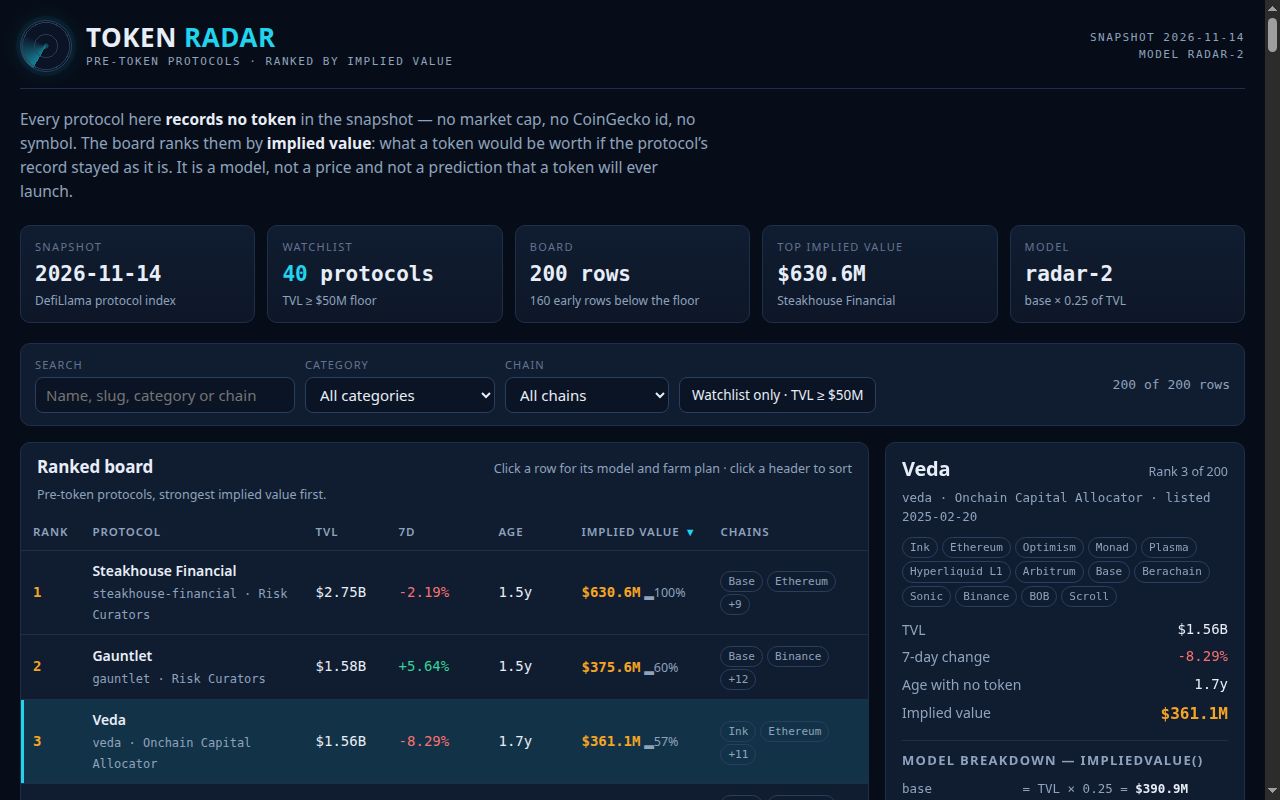 TOKEN RADAR
PRE-TOKEN PROTOCOLS · RANKED BY IMPLIED VALUE
SNAPSHOT 2026-11-14
MODEL RADAR-2
Every protocol here records no token in the snapshot — no market cap, no CoinGecko id, no
symbol. The board ranks them by implied value: what a token would be worth if the protocol's
record stayed as it is. It is a model, not a price and not a prediction that a token will ever
launch.
SNAPSHOT
2026-11-14
DefiLlama protocol index
WATCHLIST
40 protocols
TVL ≥ $50M floor
BOARD
200 rows
160 early rows below the floor
TOP IMPLIED VALUE
$630.6M
Steakhouse Financial
MODEL
radar-2
base × 0.25 of TVL
SEARCH
Name, slug, category or chain
CATEGORY
All categories
CHAIN
All chains
Watchlist only · TVL ≥ $50M
200 of 200 rows
Ranked board
Click a row for its model and farm plan · click a header to sort
Pre-token protocols, strongest implied value first.
RANK PROTOCOL TVL 7D AGE IMPLIED VALUE ▼ CHAINS
1 Steakhouse Financial $2.75B -2.19% 1.5y $630.6M 100% Base Ethereum
steakhouse-financial · Risk
Curators
+9
2 Gauntlet $1.58B +5.64% 1.5y $375.6M 60% Base Binance
gauntlet · Risk Curators
+12
3 Veda $1.56B -8.29% 1.7y $361.1M 57% Ink Ethereum
veda · Onchain Capital
Allocator
+11
Veda
Rank 3 of 200
veda · Onchain Capital Allocator · listed
2025-02-20
Ink Ethereum Optimism Monad Plasma
Hyperliquid L1 Arbitrum Base Berachain
Sonic Binance BOB Scroll
TVL $1.56B
7-day change -8.29%
Age with no token 1.7y
Implied value $361.1M
MODEL BREAKDOWN — IMPLIEDVALUE()
base = TVL × 0.25 = $390.9M